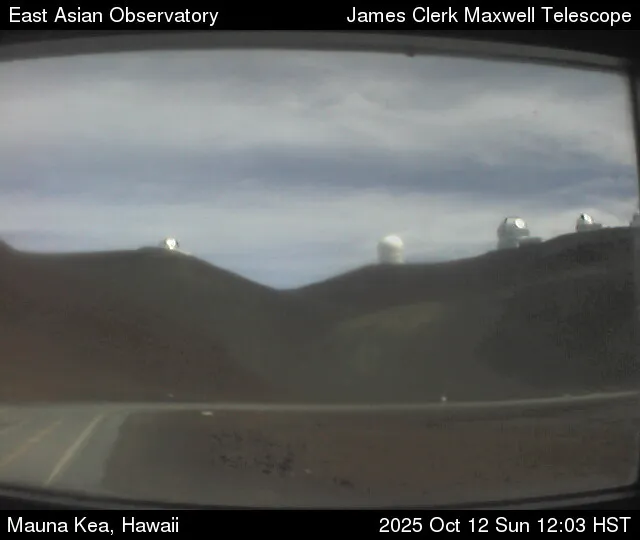 East Asian Observatory
James Clerk Maxwell Telescope
Mauna Kea, Hawaii
2025 Oct 12 Sun 12:03 HST